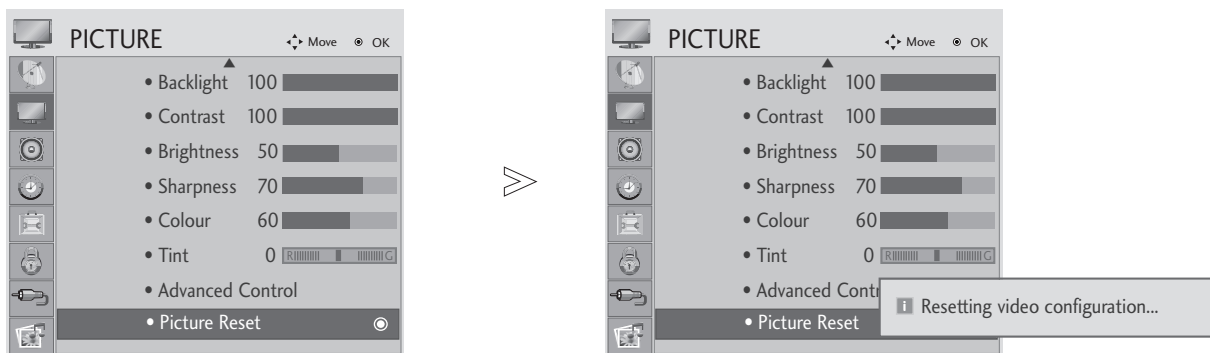 PICTURE Move OK
• Backlight 100
• Contrast 100
• Brightness 50
• Sharpness 70
• Colour 60
• Tint 0 R G
• Advanced Control
• Picture Reset
PICTURE Move OK
• Backlight 100
• Contrast 100
• Brightness 50
• Sharpness 70
• Colour 60
• Tint 0 R G
• Advanced Contr
• Picture Reset
i Resetting video configuration...